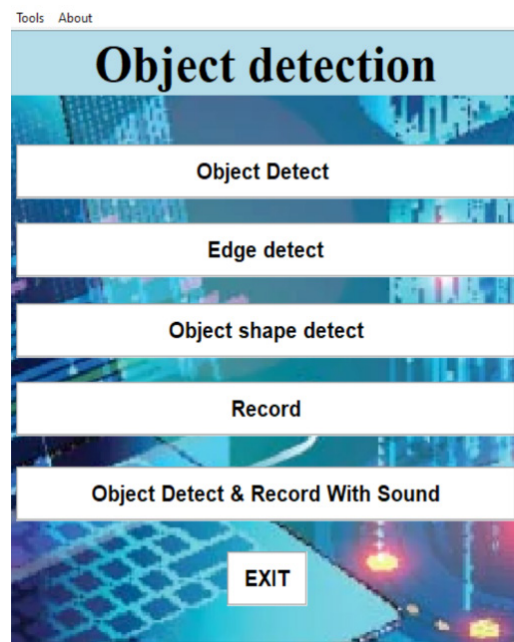 Tools About
Object detection
Object Detect
Edge detect
Object shape detect
Record
Object Detect & Record With Sound
EXIT